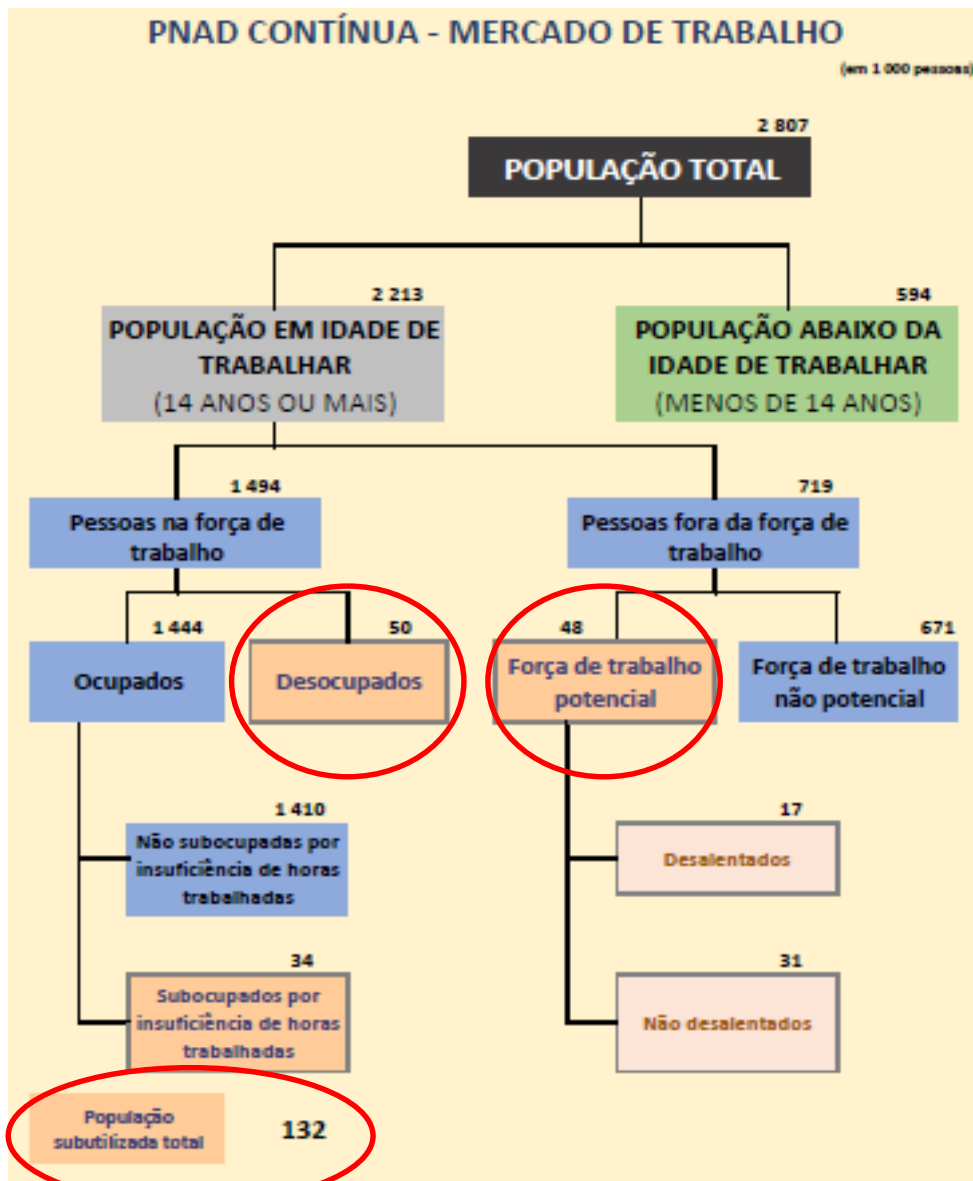 PNAD CONTÍNUA - MERCADO DE TRABALHO
(em 1 000 pessoas)
2 807
POPULAÇÃO TOTAL
2 213
POPULAÇÃO EM IDADE DE
TRABALHAR
(14 ANOS OU MAIS)
594
POPULAÇÃO ABAIXO DA
IDADE DE TRABALHAR
(MENOS DE 14 ANOS)
1 494
Pessoas na força de
trabalho
719
Pessoas fora da força de
trabalho
1 444
Ocupados
50
Desocupados
48
Força de trabalho
potencial
671
Força de trabalho
não potencial
1 410
Não subocupadas por
insuficiência de horas
trabalhadas
17
Desalentados
34
Subocupados por
insuficiência de horas
trabalhadas
31
Não desalentados
População
subutilizada total
132